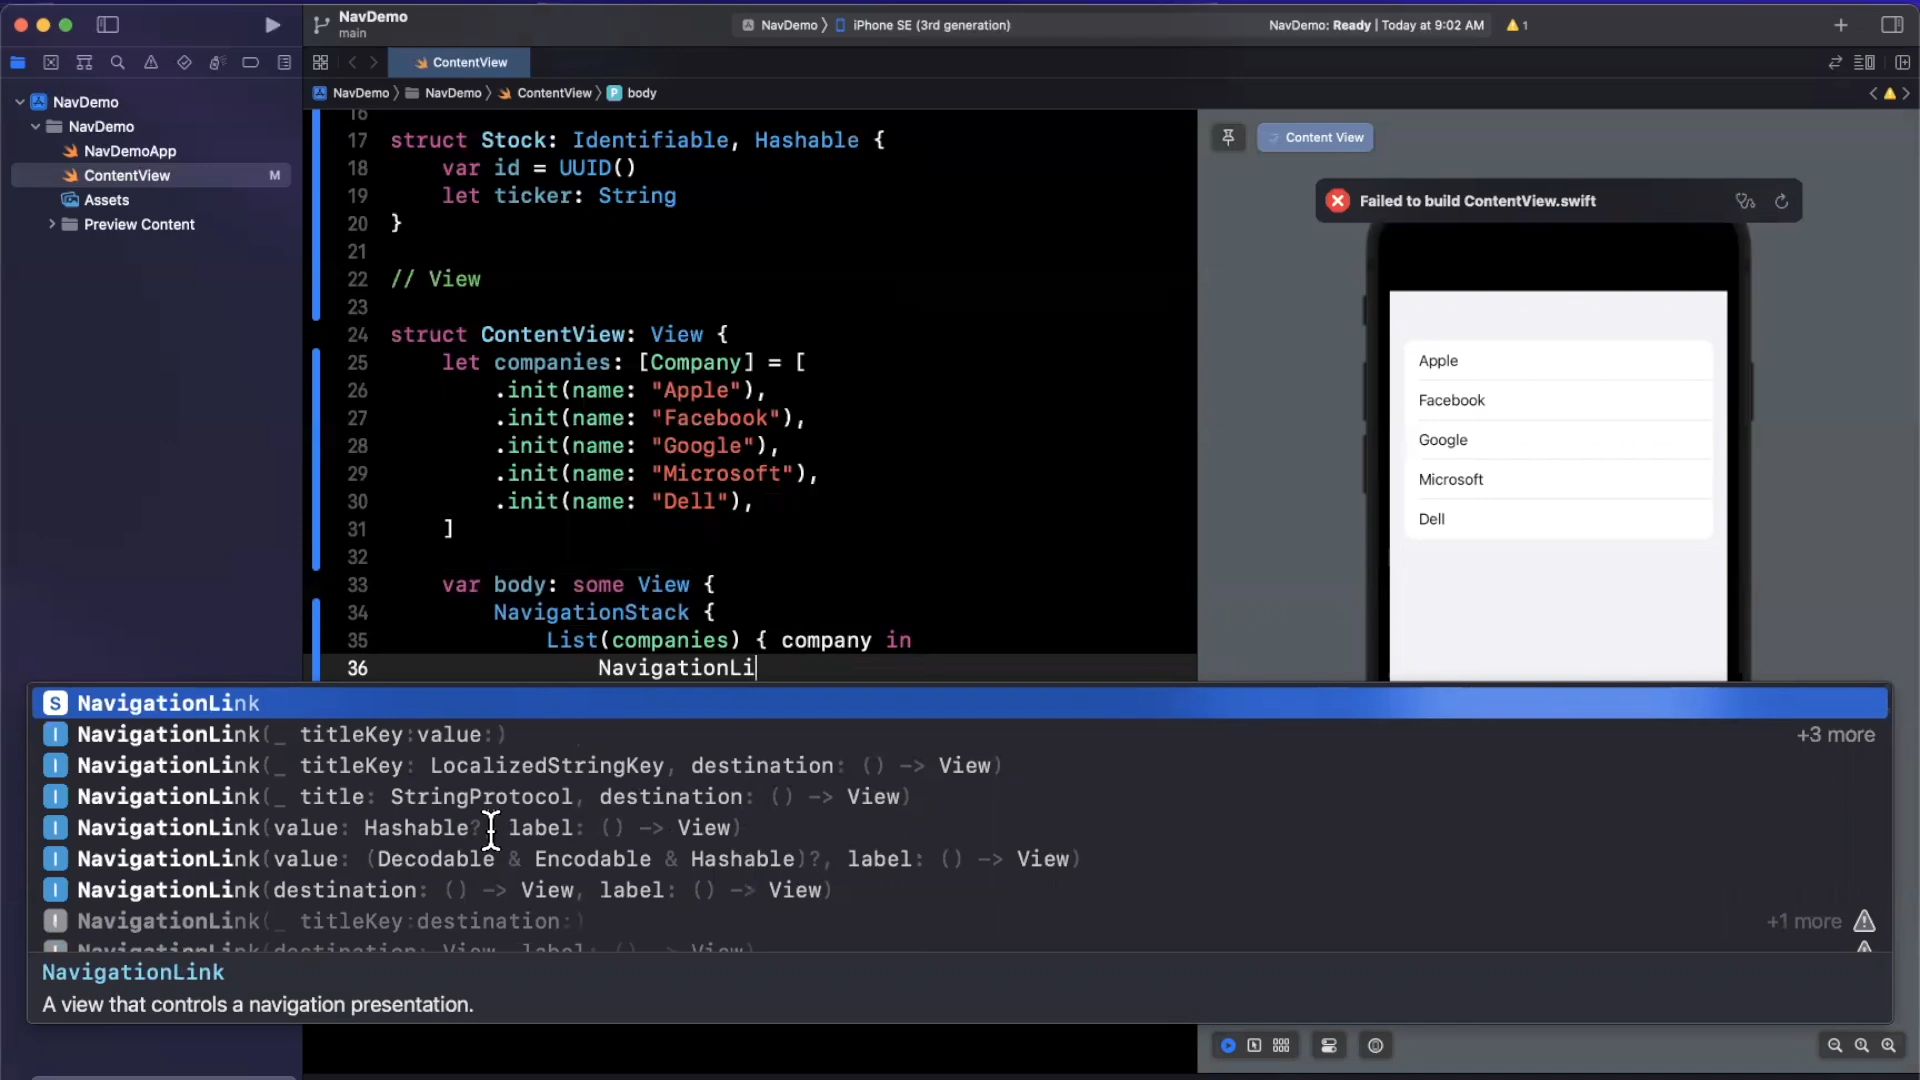 NavDemo
main
NavDemo
iPhone SE (3rd generation)
NavDemo: Ready | Today at 9:02 AM
1
ContentView
NavDemo
NavDemo
NavDemoApp
ContentView
M
Assets
Preview Content
NavDemo
NavDemo
ContentView
P body
16
17 struct Stock: Identifiable, Hashable {
18 var id = UUID()
19 let ticker: String
20 }
21
22 // View
23
24 struct ContentView: View {
25 let companies: [Company] = [
26 .init(name: "Apple"),
27 .init(name: "Facebook"),
28 .init(name: "Google"),
29 .init(name: "Microsoft"),
30 .init(name: "Dell"),
31 ]
32
33 var body: some View {
34 NavigationStack {
35 List(companies) { company in
36 NavigationLi
S NavigationLink
I NavigationLink(_ titleKey:value:)
+3 more
I NavigationLink(_ titleKey: LocalizedStringKey, destination: () -> View)
I NavigationLink(_ title: StringProtocol, destination: () -> View)
I NavigationLink(value: Hashable?, label: () -> View)
I NavigationLink(value: (Decodable & Encodable & Hashable)?, label: () -> View)
I NavigationLink(destination: () -> View, label: () -> View)
I NavigationLink(_ titleKey:destination:)
+1 more
NavigationLink(destination: View, label: () -> View)
NavigationLink
A view that controls a navigation presentation.
Content View
Failed to build ContentView.swift
Apple
Facebook
Google
Microsoft
Dell